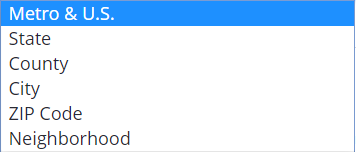 Metro & U.S.
State
County
City
ZIP Code
Neighborhood